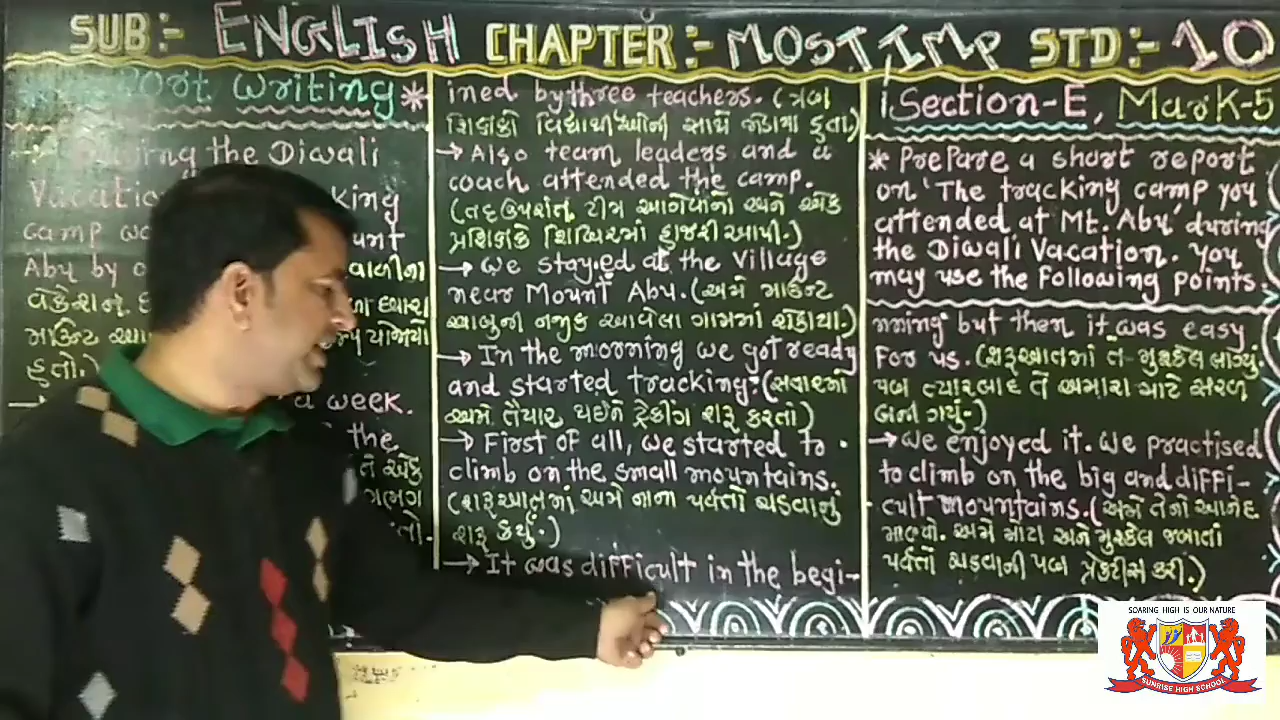 SUB:- ENGLISH CHAPTER:- MOST IMP STD:- 10
Writing *
During the Diwali
Vacatio king
camp wa unt
Abu by વાળીના
વેકેશન
માઉન્ટ આ યોજાયો
હતો.)
a week.
the
તે એક
લગભગ
તો.
ined by three teachers. (ત્રણ
શિક્ષકો વિદ્યાર્થીઓની સાથે જોડાયા હતા.)
→ Also team leaders and a
coach attended the camp.
(તદ્ઉપરાંત, ટીમ આગેવાનો અને એક
પ્રશિક્ષકે શિબિરમાં હાજરી આપી.)
→ We stayed at the village
near Mount Abu. (અમે માઉન્ટ
આબુની નજીક આવેલા ગામમાં રોકાયા.)
→ In the morning we got ready
and started tracking. (સવારમાં
અમે તૈયાર થઈને ટ્રેકીંગ શરૂ કરતાં)
→ First of all, we started to
climb on the small mountains.
(શરૂઆતમાં અમે નાના પર્વતો ચડવાનું
શરૂ કર્યું.)
→ It was difficult in the begi-
Section-E, Mark-5
* Prepare a short report
on 'The tracking camp you
attended at Mt. Abu' during
the Diwali Vacation. You
may use the following points.
nning but then it was easy
for us. (શરૂઆતમાં તે મુશ્કેલ લાગ્યું.
પણ ત્યારબાદ તે અમારા માટે સરળ
બની ગયું.)
→ We enjoyed it. We practised
to climb on the big and diffi-
cult mountains. (અમે તેનો આનંદ
માણ્યો. અમે મોટા અને મુશ્કેલ જણાતાં
પર્વતો ચડવાની પણ પ્રેક્ટીસ કરી.)
SOARING HIGH IS OUR NATURE
SUNRISE HIGH SCHOOL